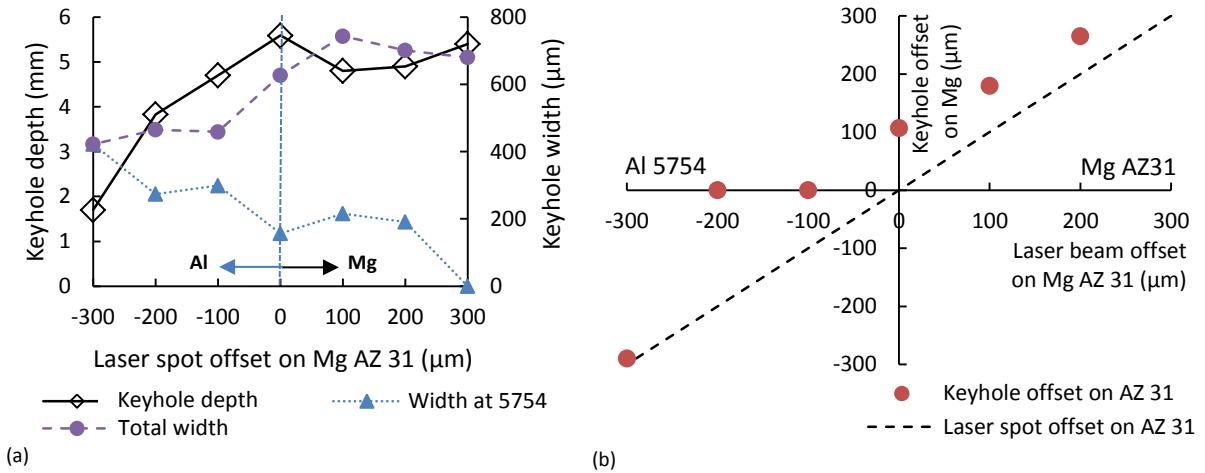 6
5
4
3
2
1
0
Keyhole depth (mm)
800
600
400
200
0
Keyhole width (µm)
Al
Mg
-300 -200 -100 0 100 200 300
Laser spot offset on Mg AZ 31 (µm)
Keyhole depth
Width at 5754
Total width
(a)
300
200
100
0
-100
-200
-300
Keyhole offset
on Mg (µm)
Al 5754
Mg AZ31
-300 -200 -100 0 100 200 300
Laser beam offset
on Mg AZ 31 (µm)
Keyhole offset on AZ 31
Laser spot offset on AZ 31
(b)